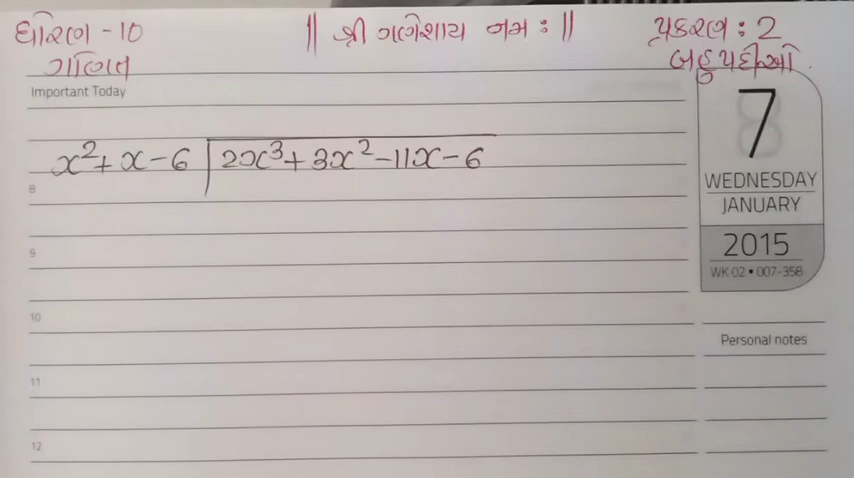 ધોરણ - 10 || શ્રી ગણેશાય નમઃ || પ્રકરણ : 2
ગણિત બહુપદીઓ
Important Today
7
x²+x-6 | 2x³+3x²-11x-6
WEDNESDAY
8
JANUARY
2015
9
WK 02 • 007-358
10
Personal notes
11
12